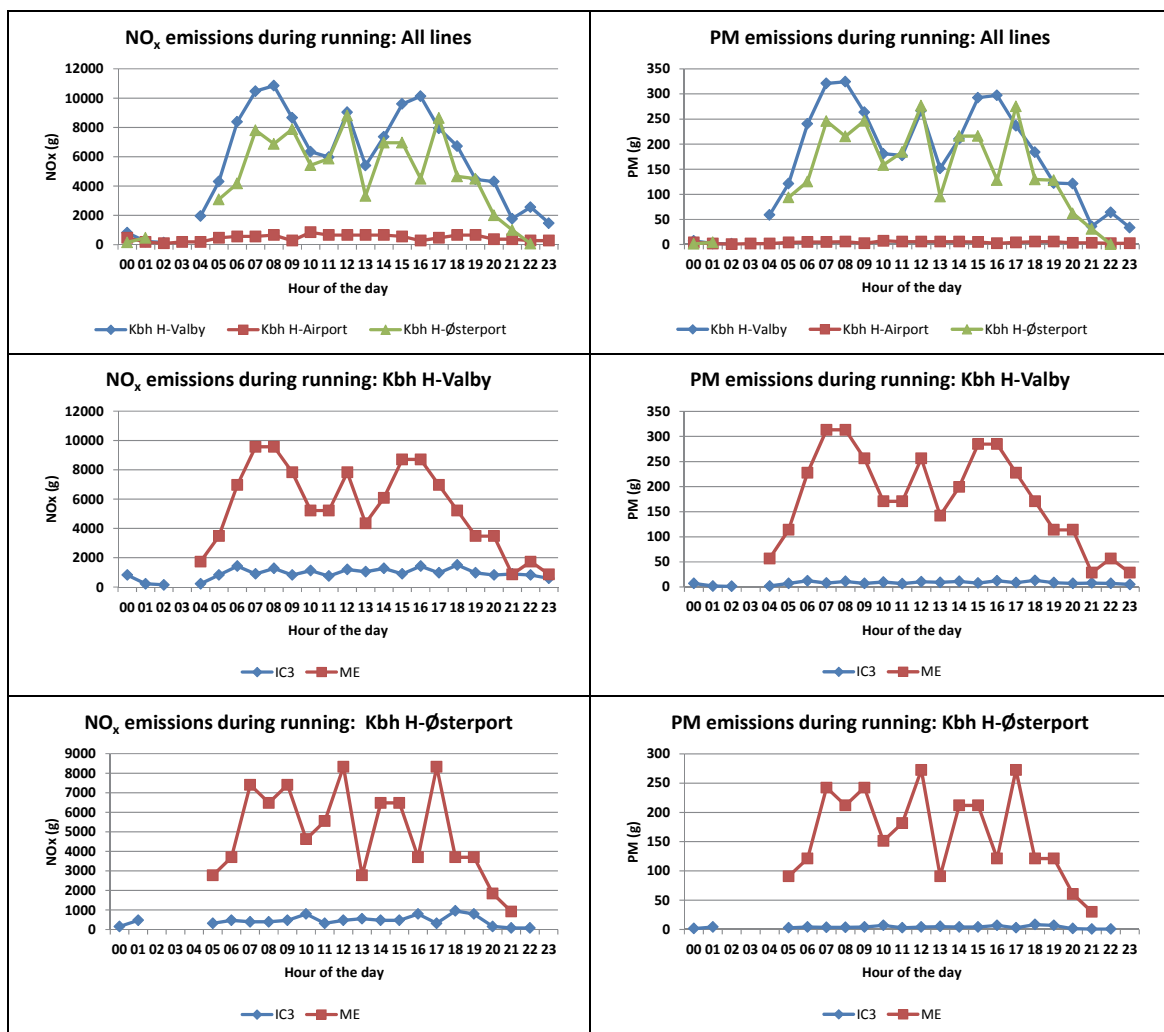 NOx emissions during running: All lines
12000
10000
8000
6000
4000
2000
0
NOx (g)
00 01 02 03 04 05 06 07 08 09 10 11 12 13 14 15 16 17 18 19 20 21 22 23
Hour of the day
Kbh H-Valby Kbh H-Airport Kbh H-Østerport
PM emissions during running: All lines
350
300
250
200
150
100
50
0
PM (g)
00 01 02 03 04 05 06 07 08 09 10 11 12 13 14 15 16 17 18 19 20 21 22 23
Hour of the day
Kbh H-Valby Kbh H-Airport Kbh H-Østerport
NOx emissions during running: Kbh H-Valby
12000
10000
8000
6000
4000
2000
0
NOx (g)
00 01 02 03 04 05 06 07 08 09 10 11 12 13 14 15 16 17 18 19 20 21 22 23
Hour of the day
IC3 ME
PM emissions during running: Kbh H-Valby
350
300
250
200
150
100
50
0
PM (g)
00 01 02 03 04 05 06 07 08 09 10 11 12 13 14 15 16 17 18 19 20 21 22 23
Hour of the day
IC3 ME
NOx emissions during running: Kbh H-Østerport
9000
8000
7000
6000
5000
4000
3000
2000
1000
0
NOx (g)
00 01 02 03 04 05 06 07 08 09 10 11 12 13 14 15 16 17 18 19 20 21 22 23
Hour of the day
IC3 ME
PM emissions during running: Kbh H-Østerport
300
250
200
150
100
50
0
PM (g)
00 01 02 03 04 05 06 07 08 09 10 11 12 13 14 15 16 17 18 19 20 21 22 23
Hour of the day
IC3 ME